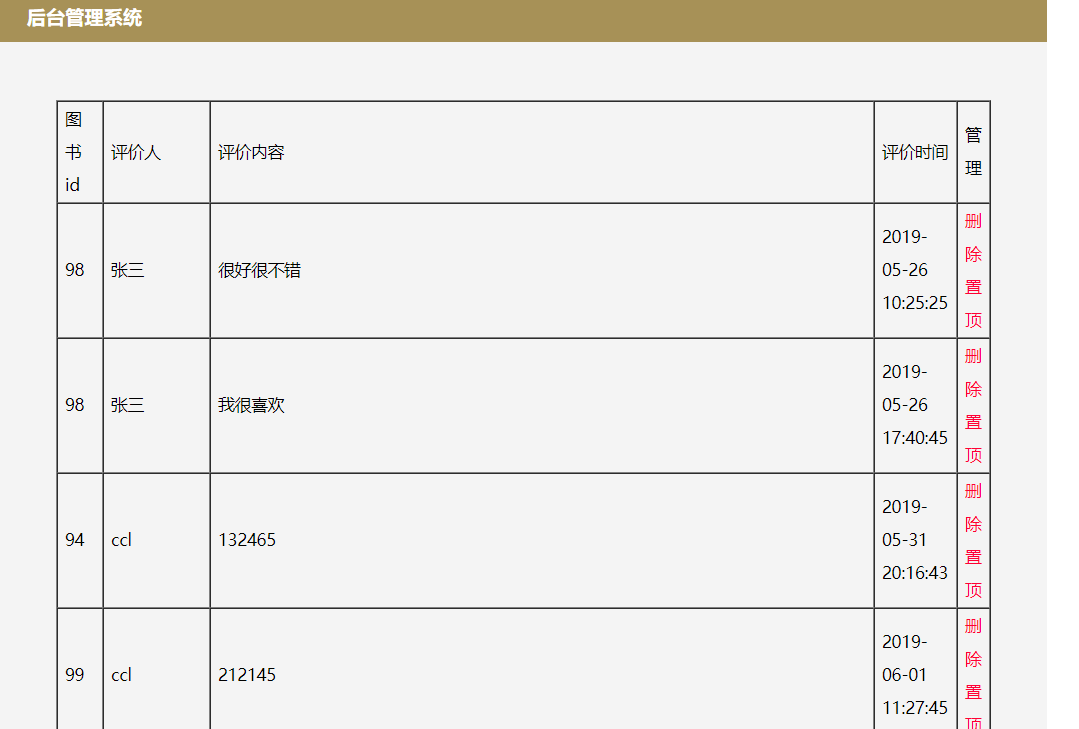 后台管理系统
图
书
id
评价人
评价内容
评价时间
管
理
98
张三
很好很不错
2019-
05-26
10:25:25
删
除
置
顶
98
张三
我很喜欢
2019-
05-26
17:40:45
删
除
置
顶
94
ccl
132465
2019-
05-31
20:16:43
删
除
置
顶
99
ccl
212145
2019-
06-01
11:27:45
删
除
置
顶